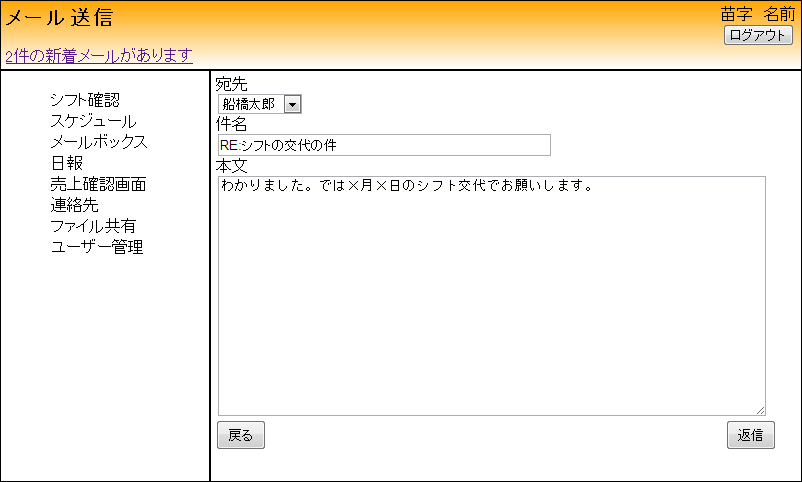 メール送信
苗字 名前
ログアウト
2件の新着メールがあります
シフト確認
スケジュール
メールボックス
日報
売上確認画面
連絡先
ファイル共有
ユーザー管理
宛先
船橋太郎
件名
RE:シフトの交代の件
本文
わかりました。では×月×日のシフト交代でお願いします。
戻る
返信